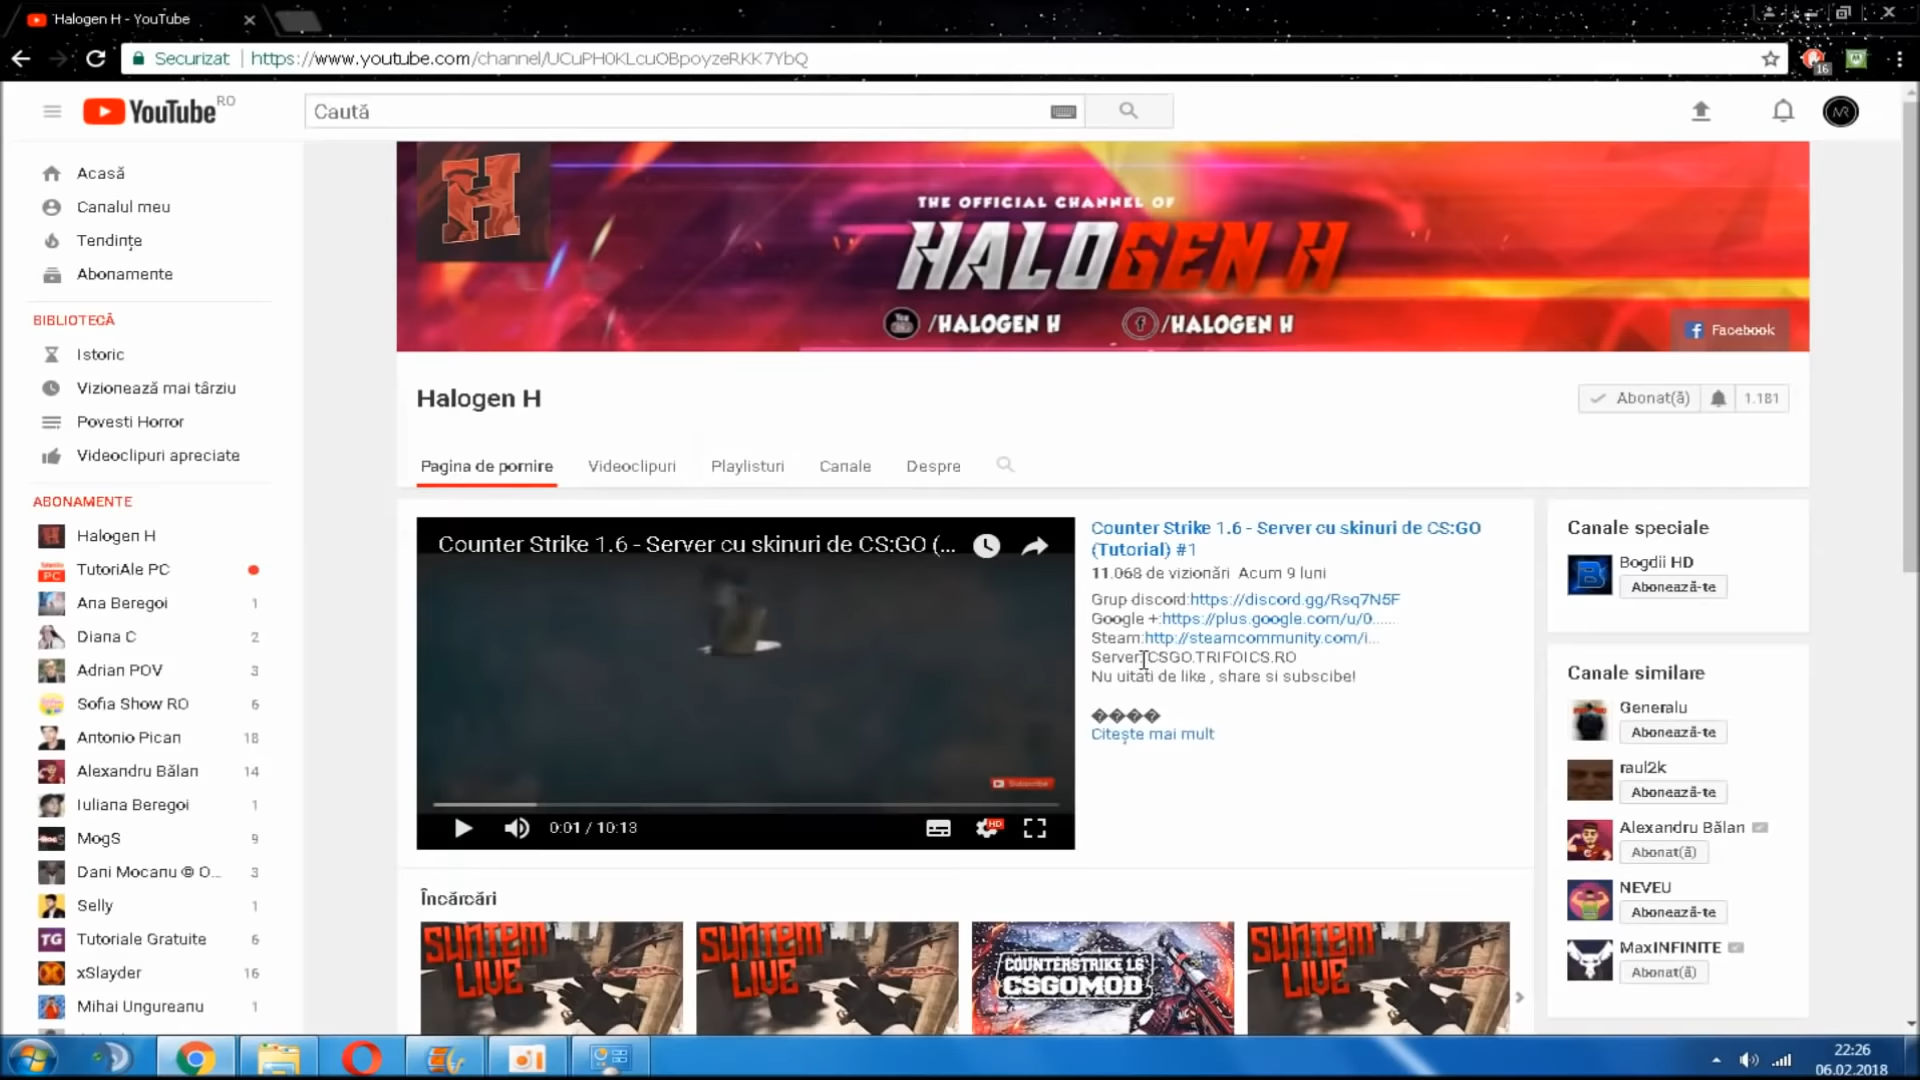 Halogen H - YouTube
Securizat https://www.youtube.com/channel/UCuPH0KLcuOBpoyzeRKK7YbQ
16
YouTube RO
Caută
Acasă
Canalul meu
Tendințe
Abonamente
BIBLIOTECĂ
Istoric
Vizionează mai târziu
Povesti Horror
Videoclipuri apreciate
ABONAMENTE
Halogen H
TutoriAle PC
Ana Beregoi 1
Diana C 2
Adrian POV 3
Sofia Show RO 6
Antonio Pican 18
Alexandru Bălan 14
Iuliana Beregoi 1
MogS 9
Dani Mocanu ® O... 3
Selly 1
Tutoriale Gratuite 6
xSlayder 16
Mihai Ungureanu 1
H
THE OFFICIAL CHANNEL OF
HALOGEN H
/HALOGEN H /HALOGEN H
Facebook
Halogen H
Abonat(ă) 1.181
Pagina de pornire Videoclipuri Playlisturi Canale Despre
Counter Strike 1.6 - Server cu skinuri de CS:GO (...
Subscribe
0:01 / 10:13
HD
Counter Strike 1.6 - Server cu skinuri de CS:GO
(Tutorial) #1
11.068 de vizionări Acum 9 luni
Grup discord:https://discord.gg/Rsq7N5F
Google +:https://plus.google.com/u/0......
Steam:http://steamcommunity.com/i...
Server:CSGO.TRIFOICS.RO
Nu uitati de like , share si subscibe!
����
Citește mai mult
Încărcări
SUNTEM
LIVE
SUNTEM
LIVE
COUNTERSTRIKE 1.6
CSGOMOD
SUNTEM
LIVE
Canale speciale
Bogdii HD
Abonează-te
Canale similare
Generalu
Abonează-te
raul2k
Abonează-te
Alexandru Bălan
Abonat(ă)
NEVEU
Abonează-te
MaxINFINITE
Abonat(ă)
22:26
06.02.2018